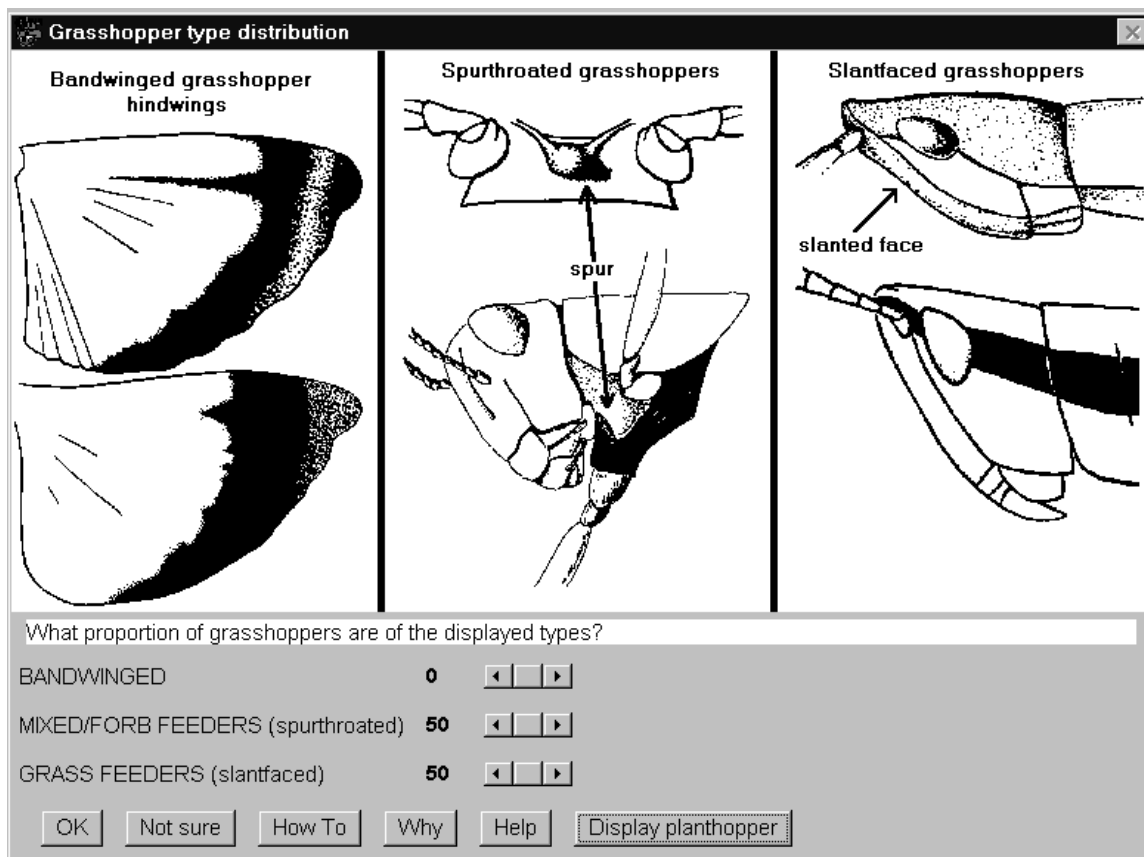 Grasshopper type distribution
Bandwinged grasshopper
hindwings
Spurthroated grasshoppers
spur
Slantfaced grasshoppers
slanted face
What proportion of grasshoppers are of the displayed types?
BANDWINGED 0
MIXED/FORB FEEDERS (spurthroated) 50
GRASS FEEDERS (slantfaced) 50
OK Not sure How To Why Help Display planthopper